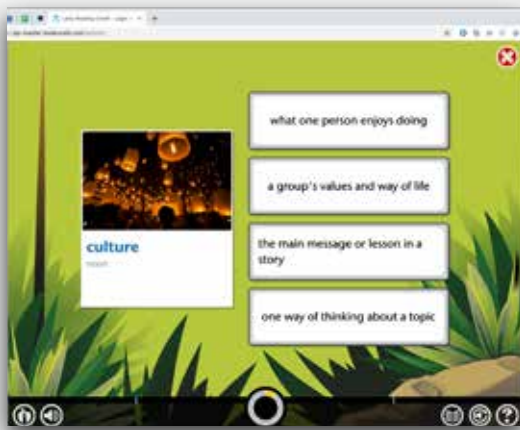 culture
noun
what one person enjoys doing
a group's values and way of life
the main message or lesson in a
story
one way of thinking about a topic